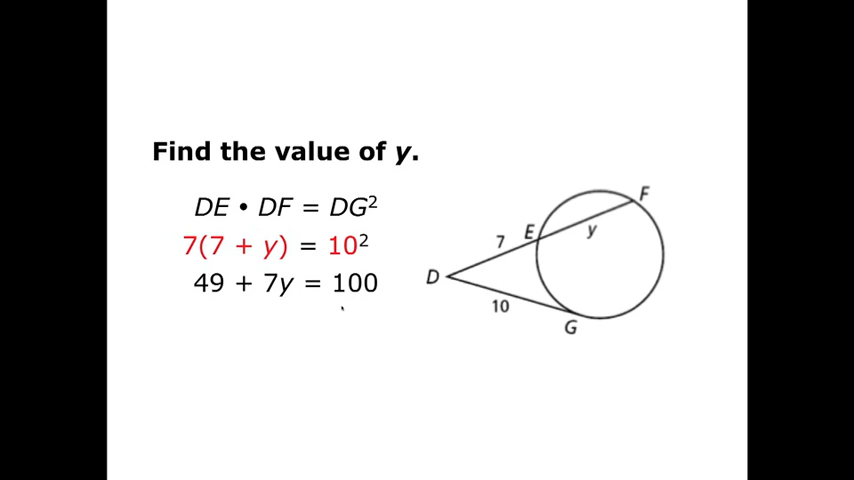 Find the value of y.
DE • DF = DG²
7(7 + y) = 10²
49 + 7y = 100
F
E
7
y
D
10
G